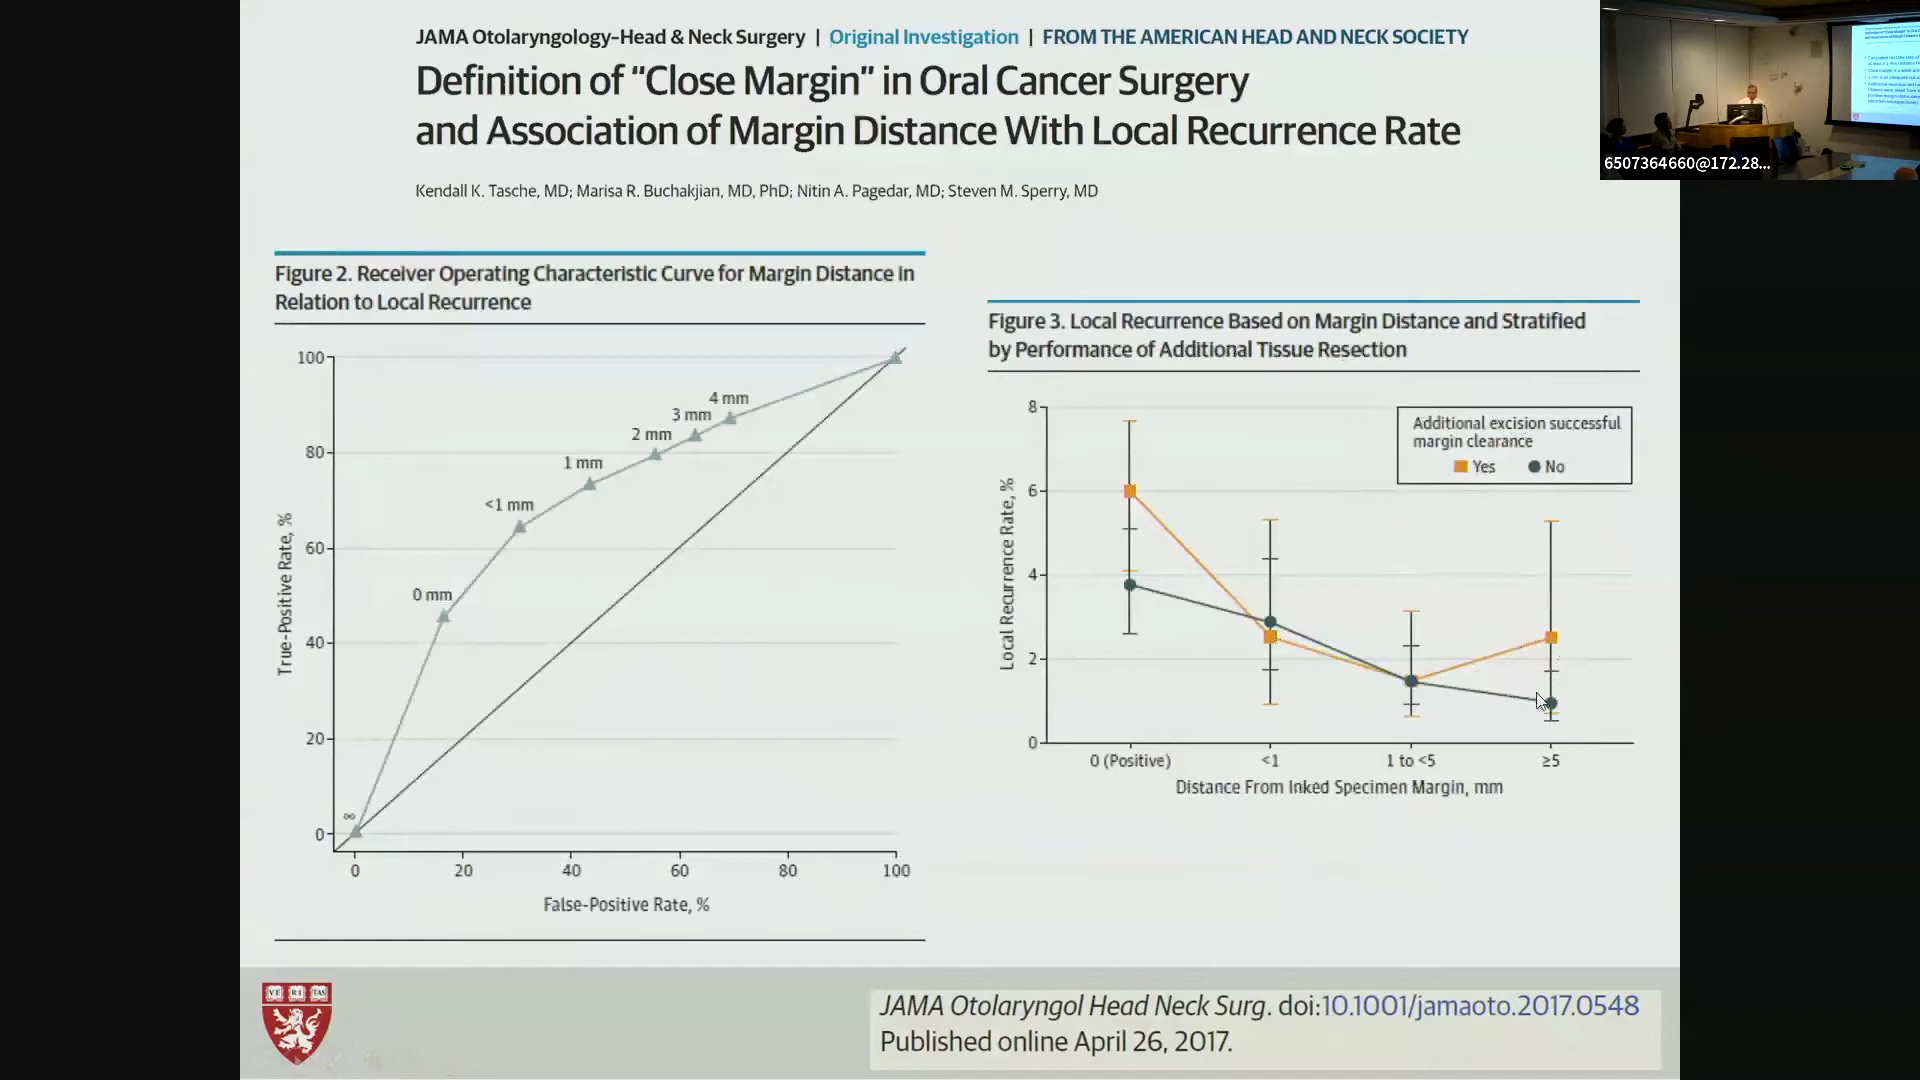 JAMA Otolaryngology–Head & Neck Surgery | Original Investigation | FROM THE AMERICAN HEAD AND NECK SOCIETY
Definition of “Close Margin” in Oral Cancer Surgery
and Association of Margin Distance With Local Recurrence Rate
Kendall K. Tasche, MD; Marisa R. Buchakjian, MD, PhD; Nitin A. Pagedar, MD; Steven M. Sperry, MD
6507364660@172.28...
Figure 2. Receiver Operating Characteristic Curve for Margin Distance in
Relation to Local Recurrence
100
80
60
40
20
0
True-Positive Rate, %
∞
0 mm
<1 mm
1 mm
2 mm
3 mm
4 mm
0 20 40 60 80 100
False-Positive Rate, %
Figure 3. Local Recurrence Based on Margin Distance and Stratified
by Performance of Additional Tissue Resection
8
6
4
2
0
Local Recurrence Rate, %
Additional excision successful
margin clearance
Yes No
0 (Positive) <1 1 to <5 ≥5
Distance From Inked Specimen Margin, mm
VE RI TAS
JAMA Otolaryngol Head Neck Surg. doi:10.1001/jamaoto.2017.0548
Published online April 26, 2017.